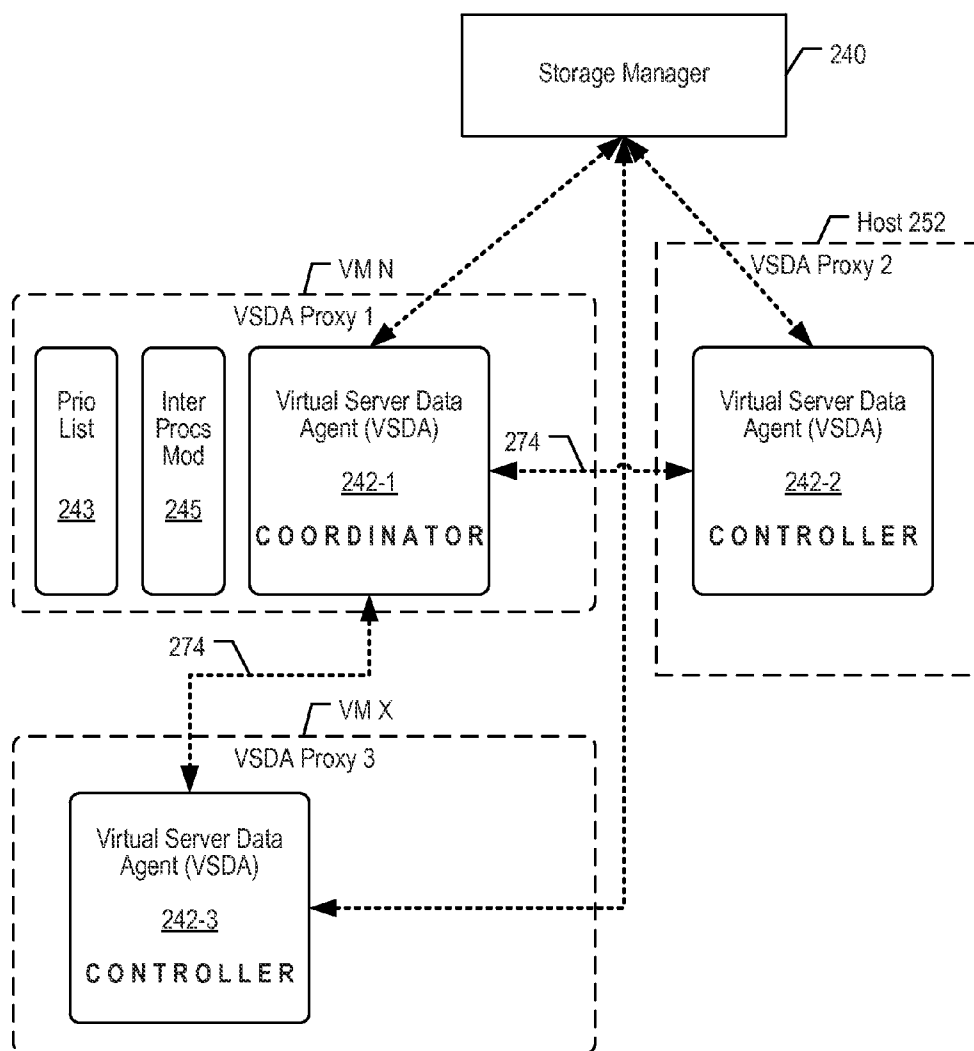 Storage Manager
240
Host 252
VSDA Proxy 2
VM N
VSDA Proxy 1
Prio
List
243
Inter
Procs
Mod
245
Virtual Server Data
Agent (VSDA)
242-1
COORDINATOR
274
Virtual Server Data
Agent (VSDA)
242-2
CONTROLLER
274
VM X
VSDA Proxy 3
Virtual Server Data
Agent (VSDA)
242-3
CONTROLLER